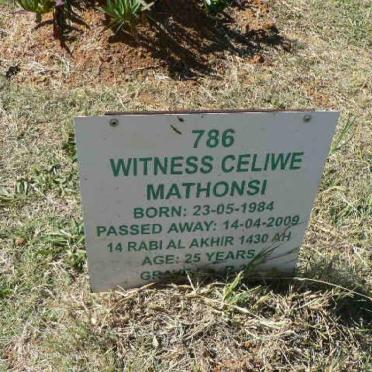 786
WITNESS CELIWE
MATHONSI
BORN: 23-05-1984
PASSED AWAY: 14-04-2009
14 RABI AL AKHIR 1430 AH
AGE: 25 YEARS